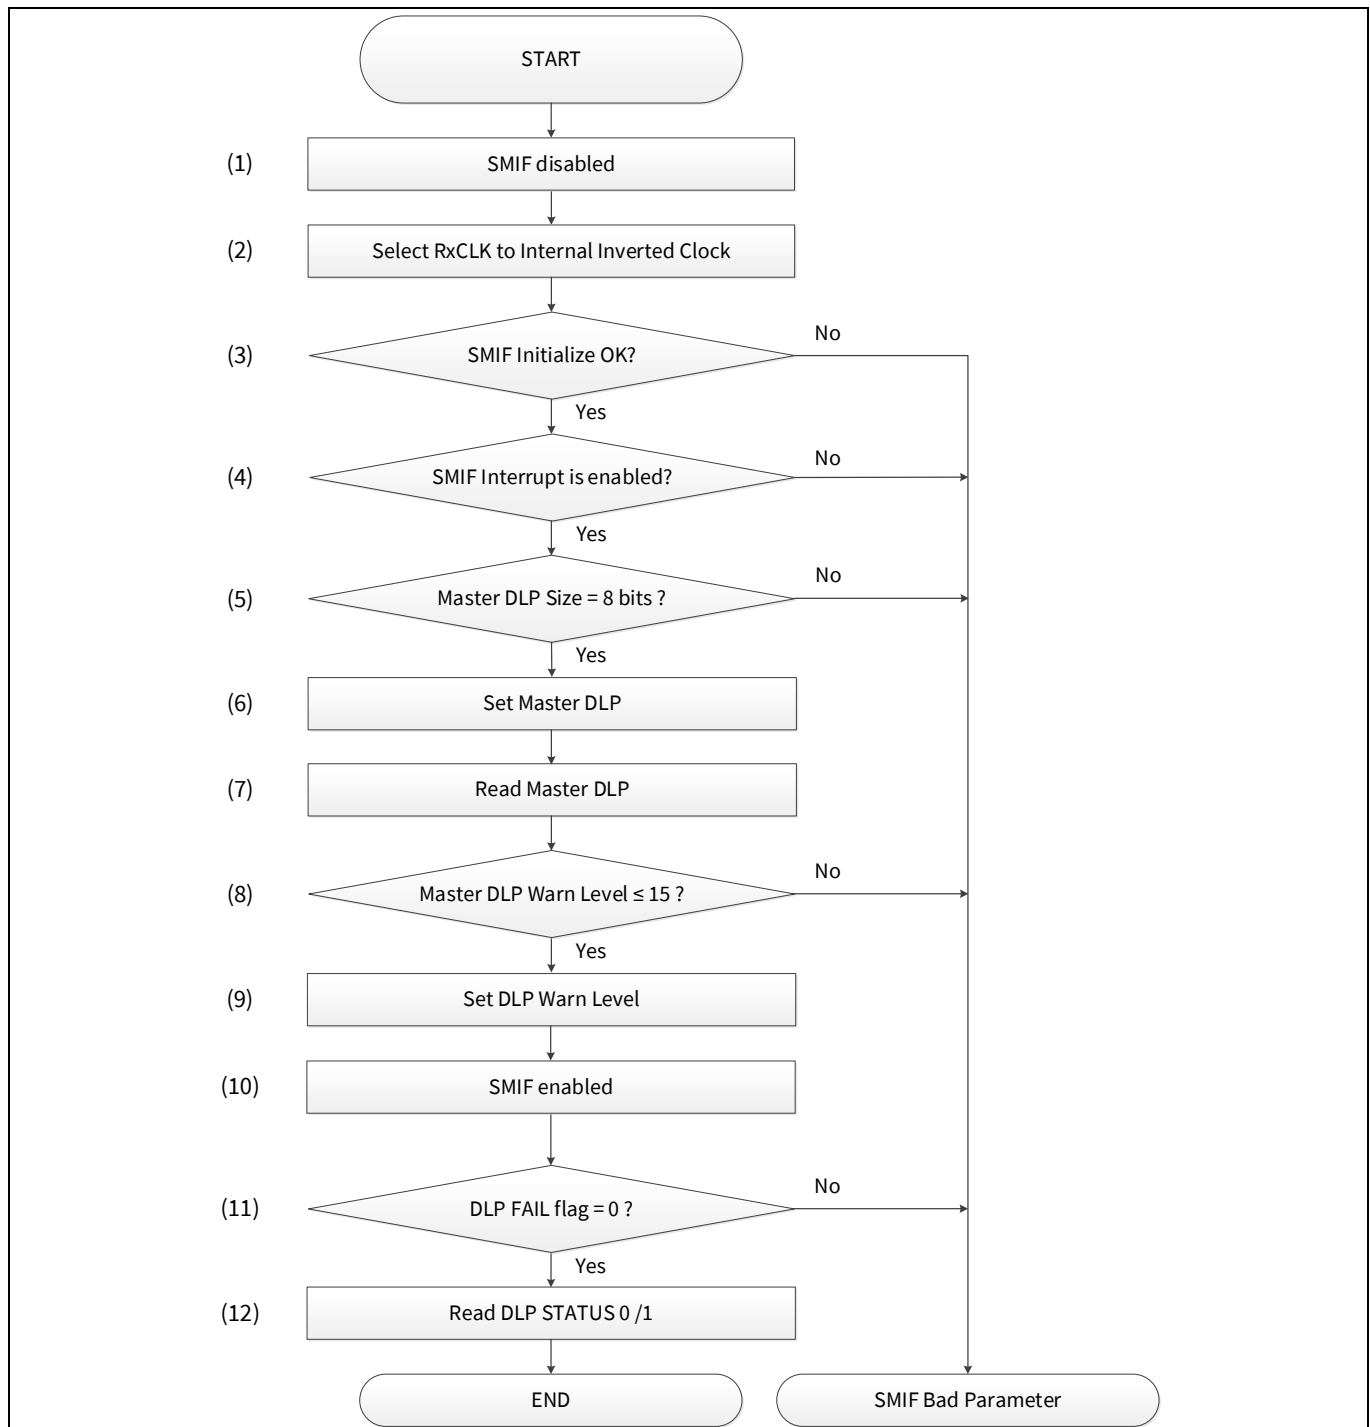 START
(1)
SMIF disabled
(2)
Select RxCLK to Internal Inverted Clock
(3)
SMIF Initialize OK?
No
Yes
(4)
SMIF Interrupt is enabled?
No
Yes
(5)
Master DLP Size = 8 bits ?
No
Yes
(6)
Set Master DLP
(7)
Read Master DLP
(8)
Master DLP Warn Level ≤ 15 ?
No
Yes
(9)
Set DLP Warn Level
(10)
SMIF enabled
(11)
DLP FAIL flag = 0 ?
No
Yes
(12)
Read DLP STATUS 0 /1
END
SMIF Bad Parameter